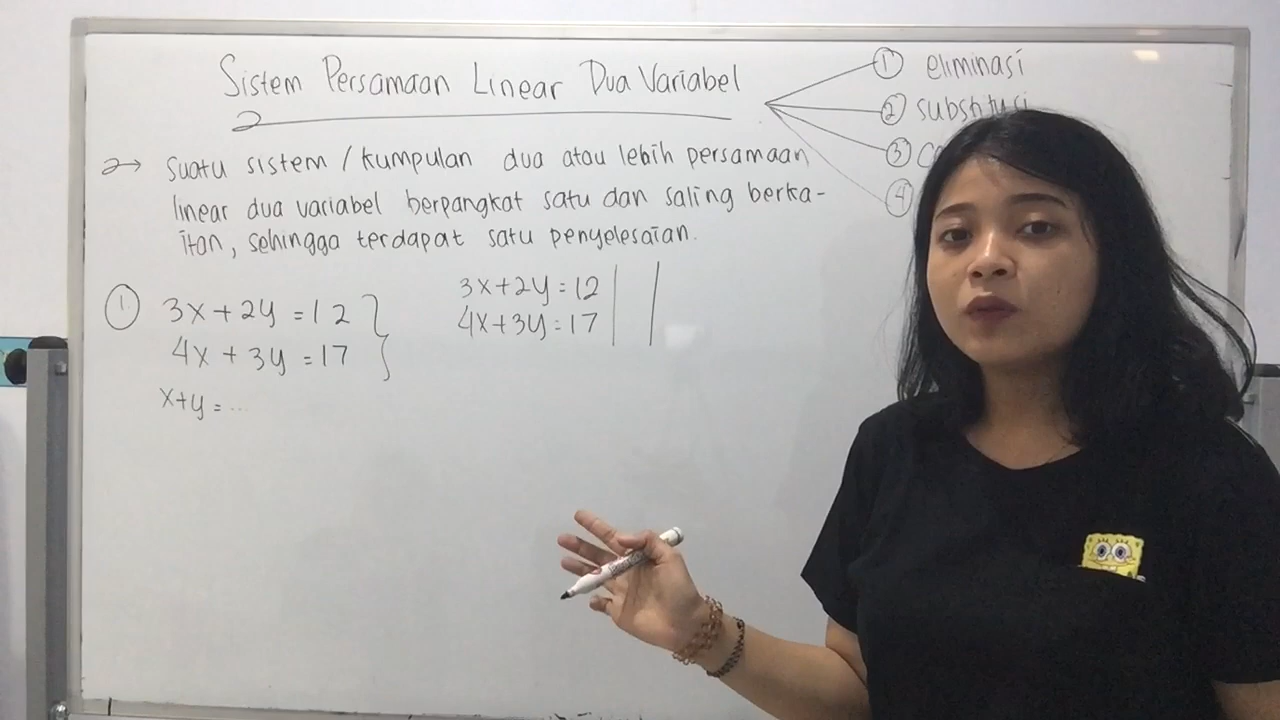 Sistem Persamaan Linear Dua Variabel
① eliminasi
② substitusi
③
④
→ suatu sistem / kumpulan dua atau lebih persamaan
linear dua variabel berpangkat satu dan saling berka-
itan, sehingga terdapat satu penyelesaian.
① 3x + 2y = 12
4x + 3y = 17
x+y = ...
3x+2y = 12
4x+3y = 17